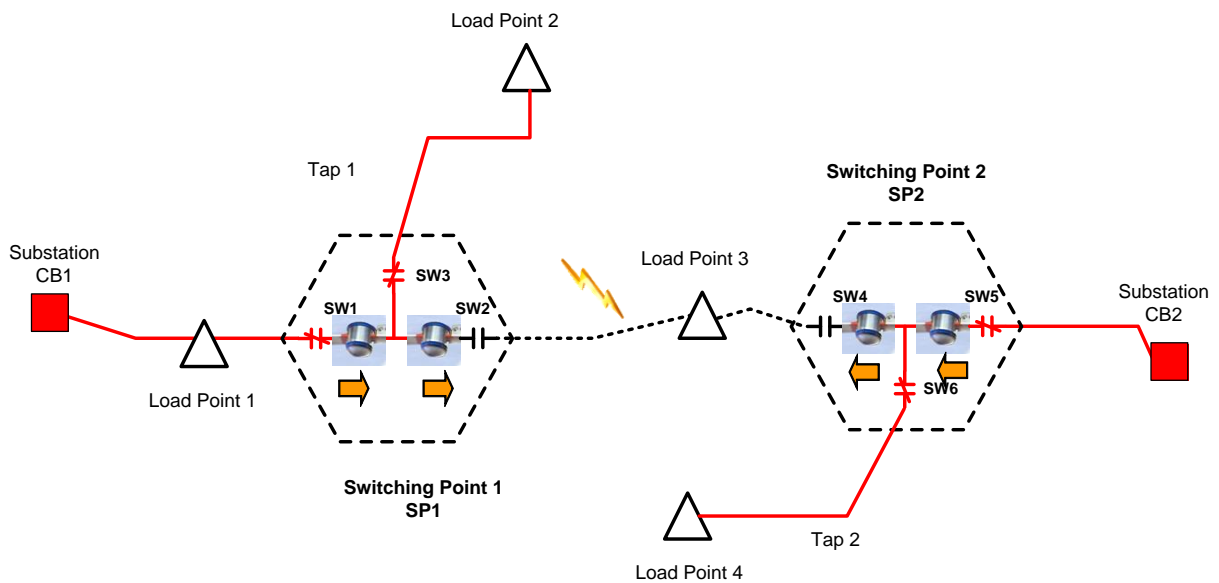 Load Point 2
Tap 1
Switching Point 2
SP2
Substation
CB1
SW3
Load Point 3
SW1
SW2
SW4
SW5
Substation
CB2
Load Point 1
SW6
Switching Point 1
SP1
Tap 2
Load Point 4